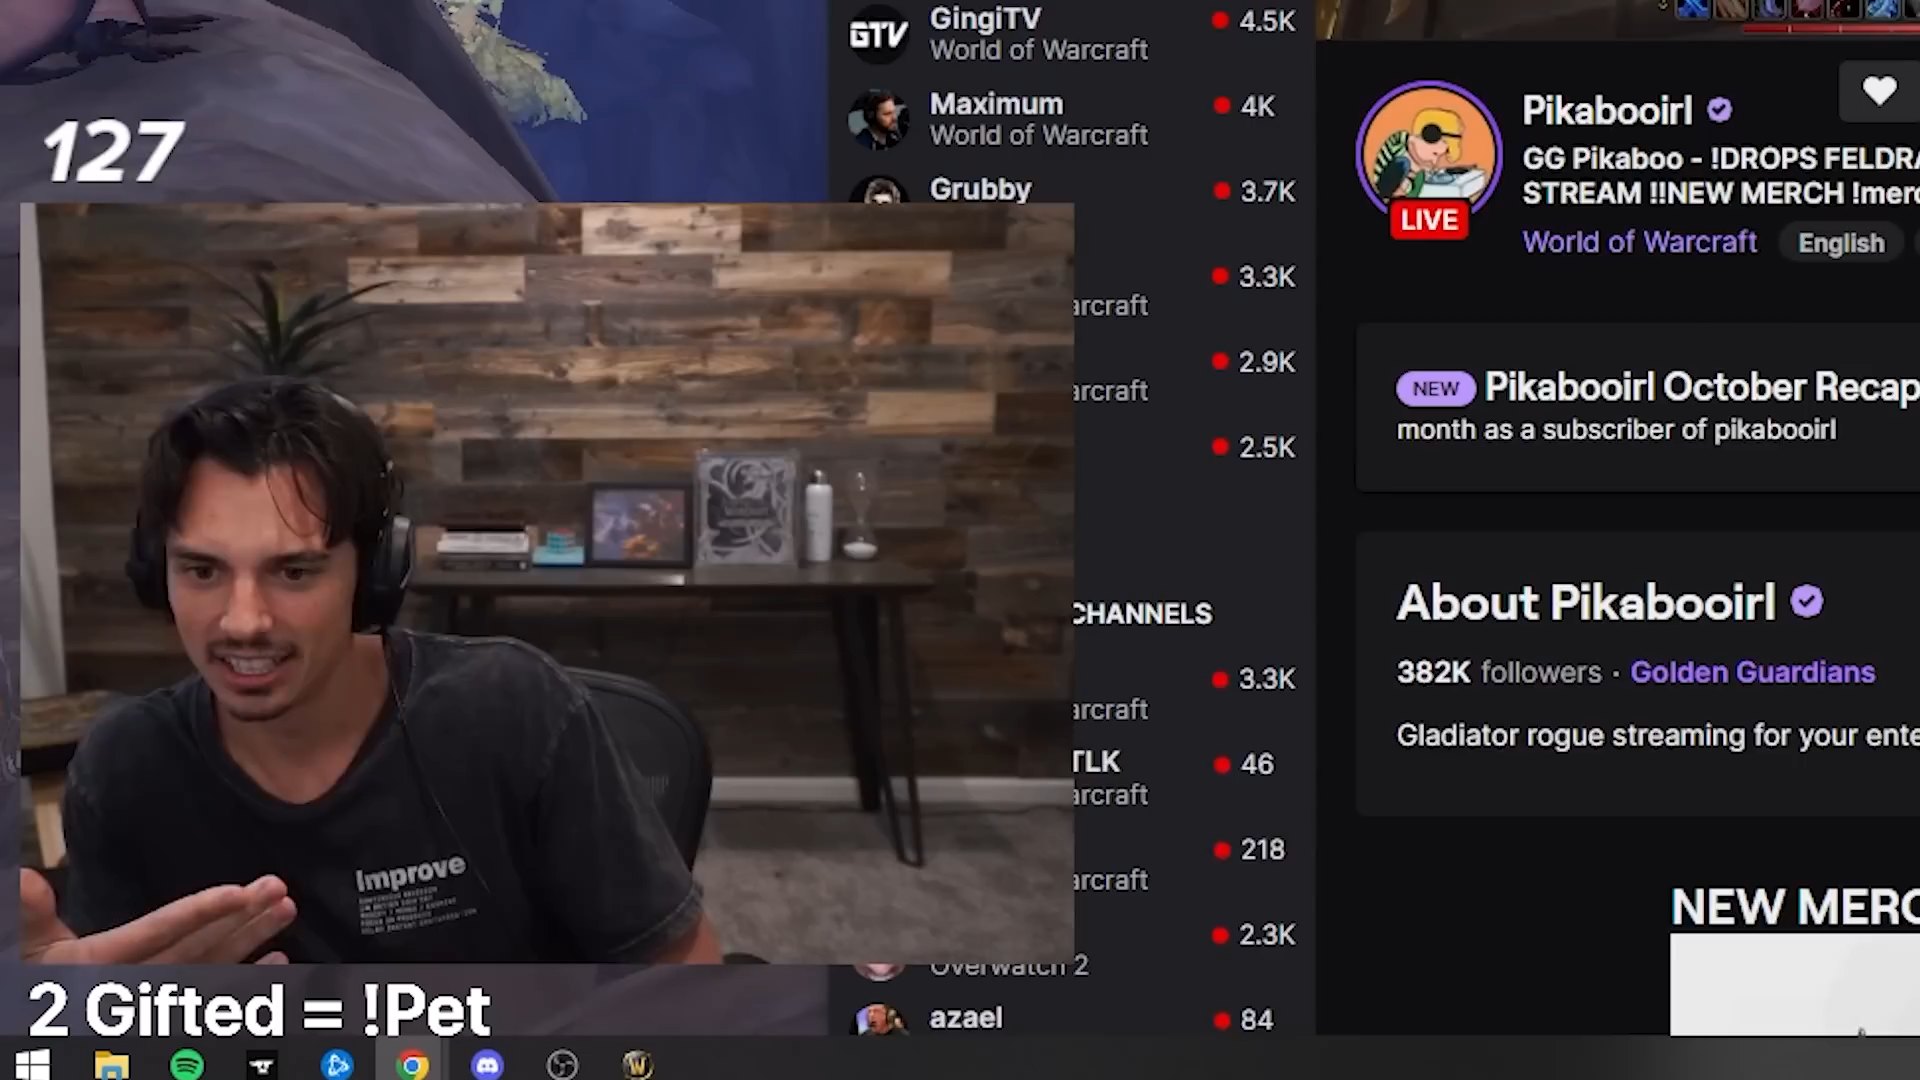 GTV
GingiTV
4.5K
World of Warcraft
Maximum
4K
World of Warcraft
Grubby
3.7K
3.3K
arcraft
2.9K
arcraft
2.5K
CHANNELS
3.3K
arcraft
TLK
46
arcraft
218
arcraft
2.3K
Overwatch 2
azael
84
127
Improve
2 Gifted = !Pet
Pikabooirl
GG Pikaboo - !DROPS FELDRA
STREAM !!NEW MERCH !merc
LIVE
World of Warcraft
English
NEW Pikabooirl October Recap
month as a subscriber of pikabooirl
About Pikabooirl
382K followers · Golden Guardians
Gladiator rogue streaming for your ente
NEW MERC